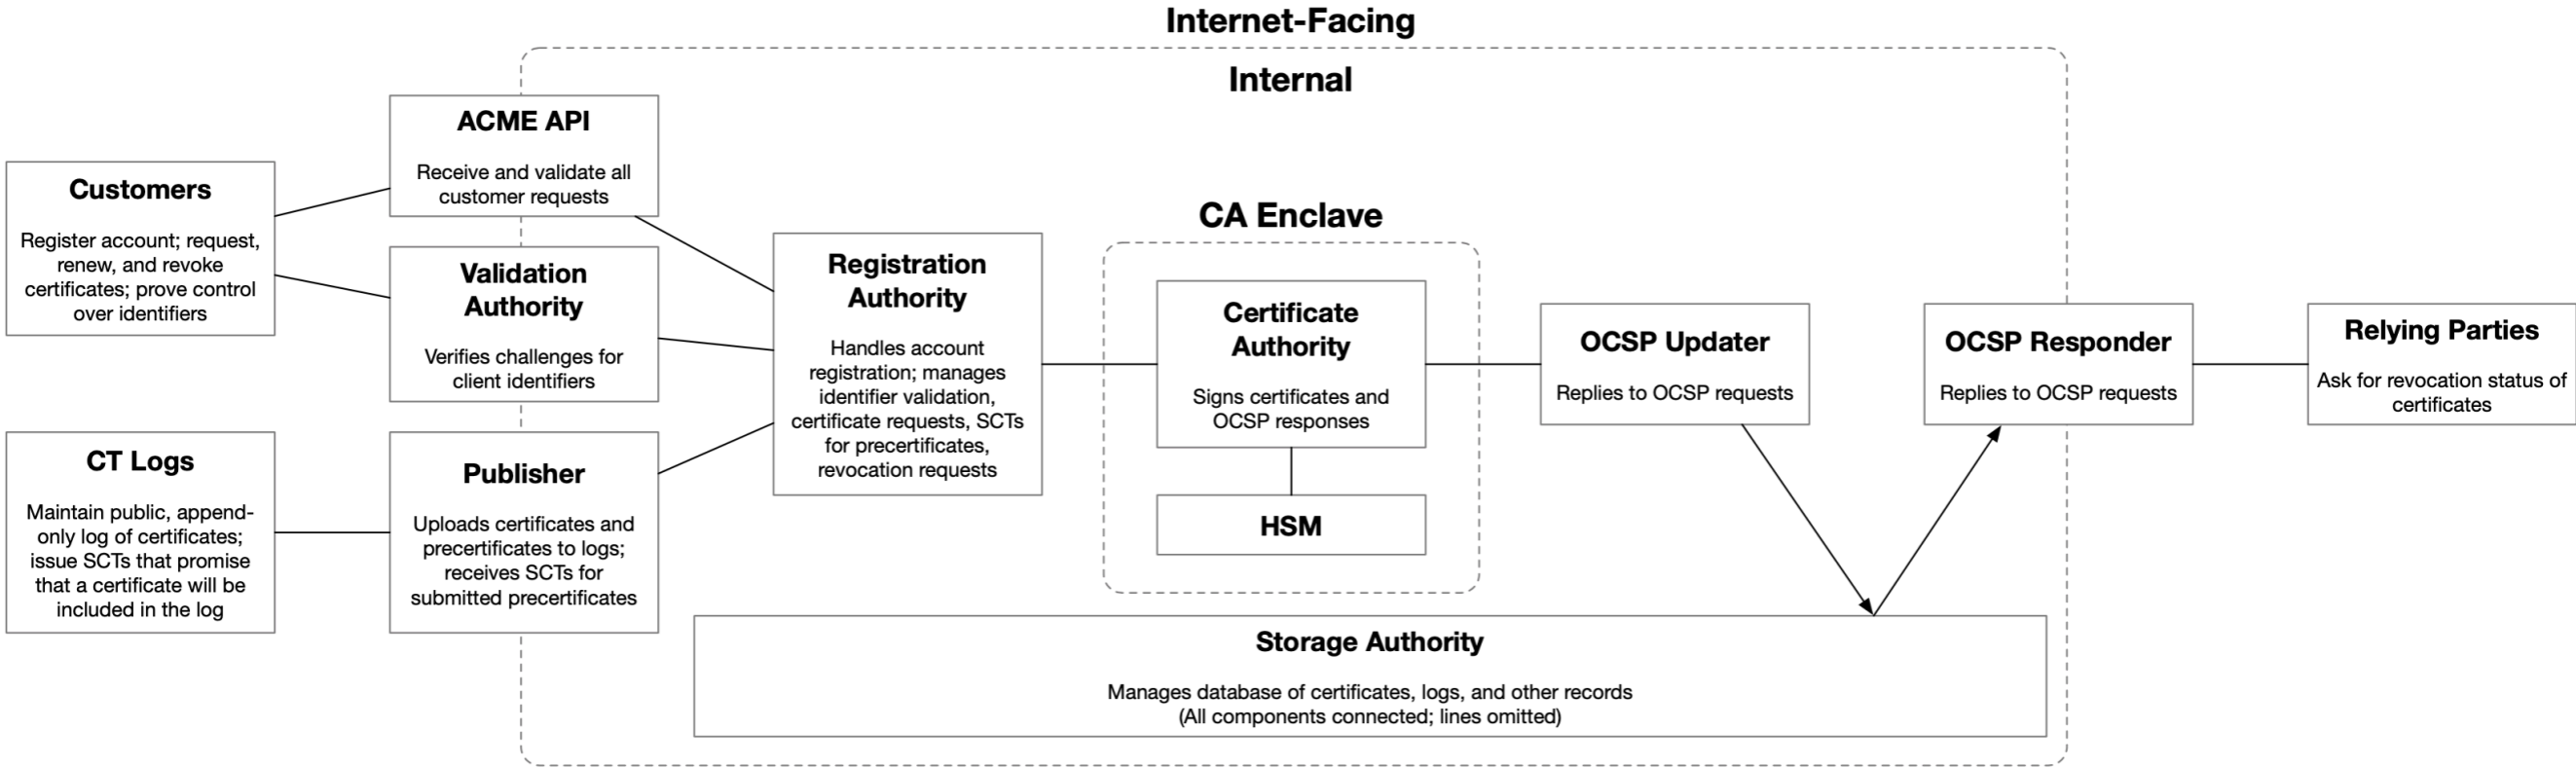 Internet-Facing
Internal
ACME API
Receive and validate all
customer requests
Customers
Register account; request,
renew, and revoke
certificates; prove control
over identifiers
Validation
Authority
Verifies challenges for
client identifiers
CT Logs
Maintain public, append-
only log of certificates;
issue SCTs that promise
that a certificate will be
included in the log
Publisher
Uploads certificates and
precertificates to logs;
receives SCTs for
submitted precertificates
Registration
Authority
Handles account
registration; manages
identifier validation,
certificate requests, SCTs
for precertificates,
revocation requests
CA Enclave
Certificate
Authority
Signs certificates and
OCSP responses
HSM
OCSP Updater
Replies to OCSP requests
OCSP Responder
Replies to OCSP requests
Relying Parties
Ask for revocation status of
certificates
Storage Authority
Manages database of certificates, logs, and other records
(All components connected; lines omitted)